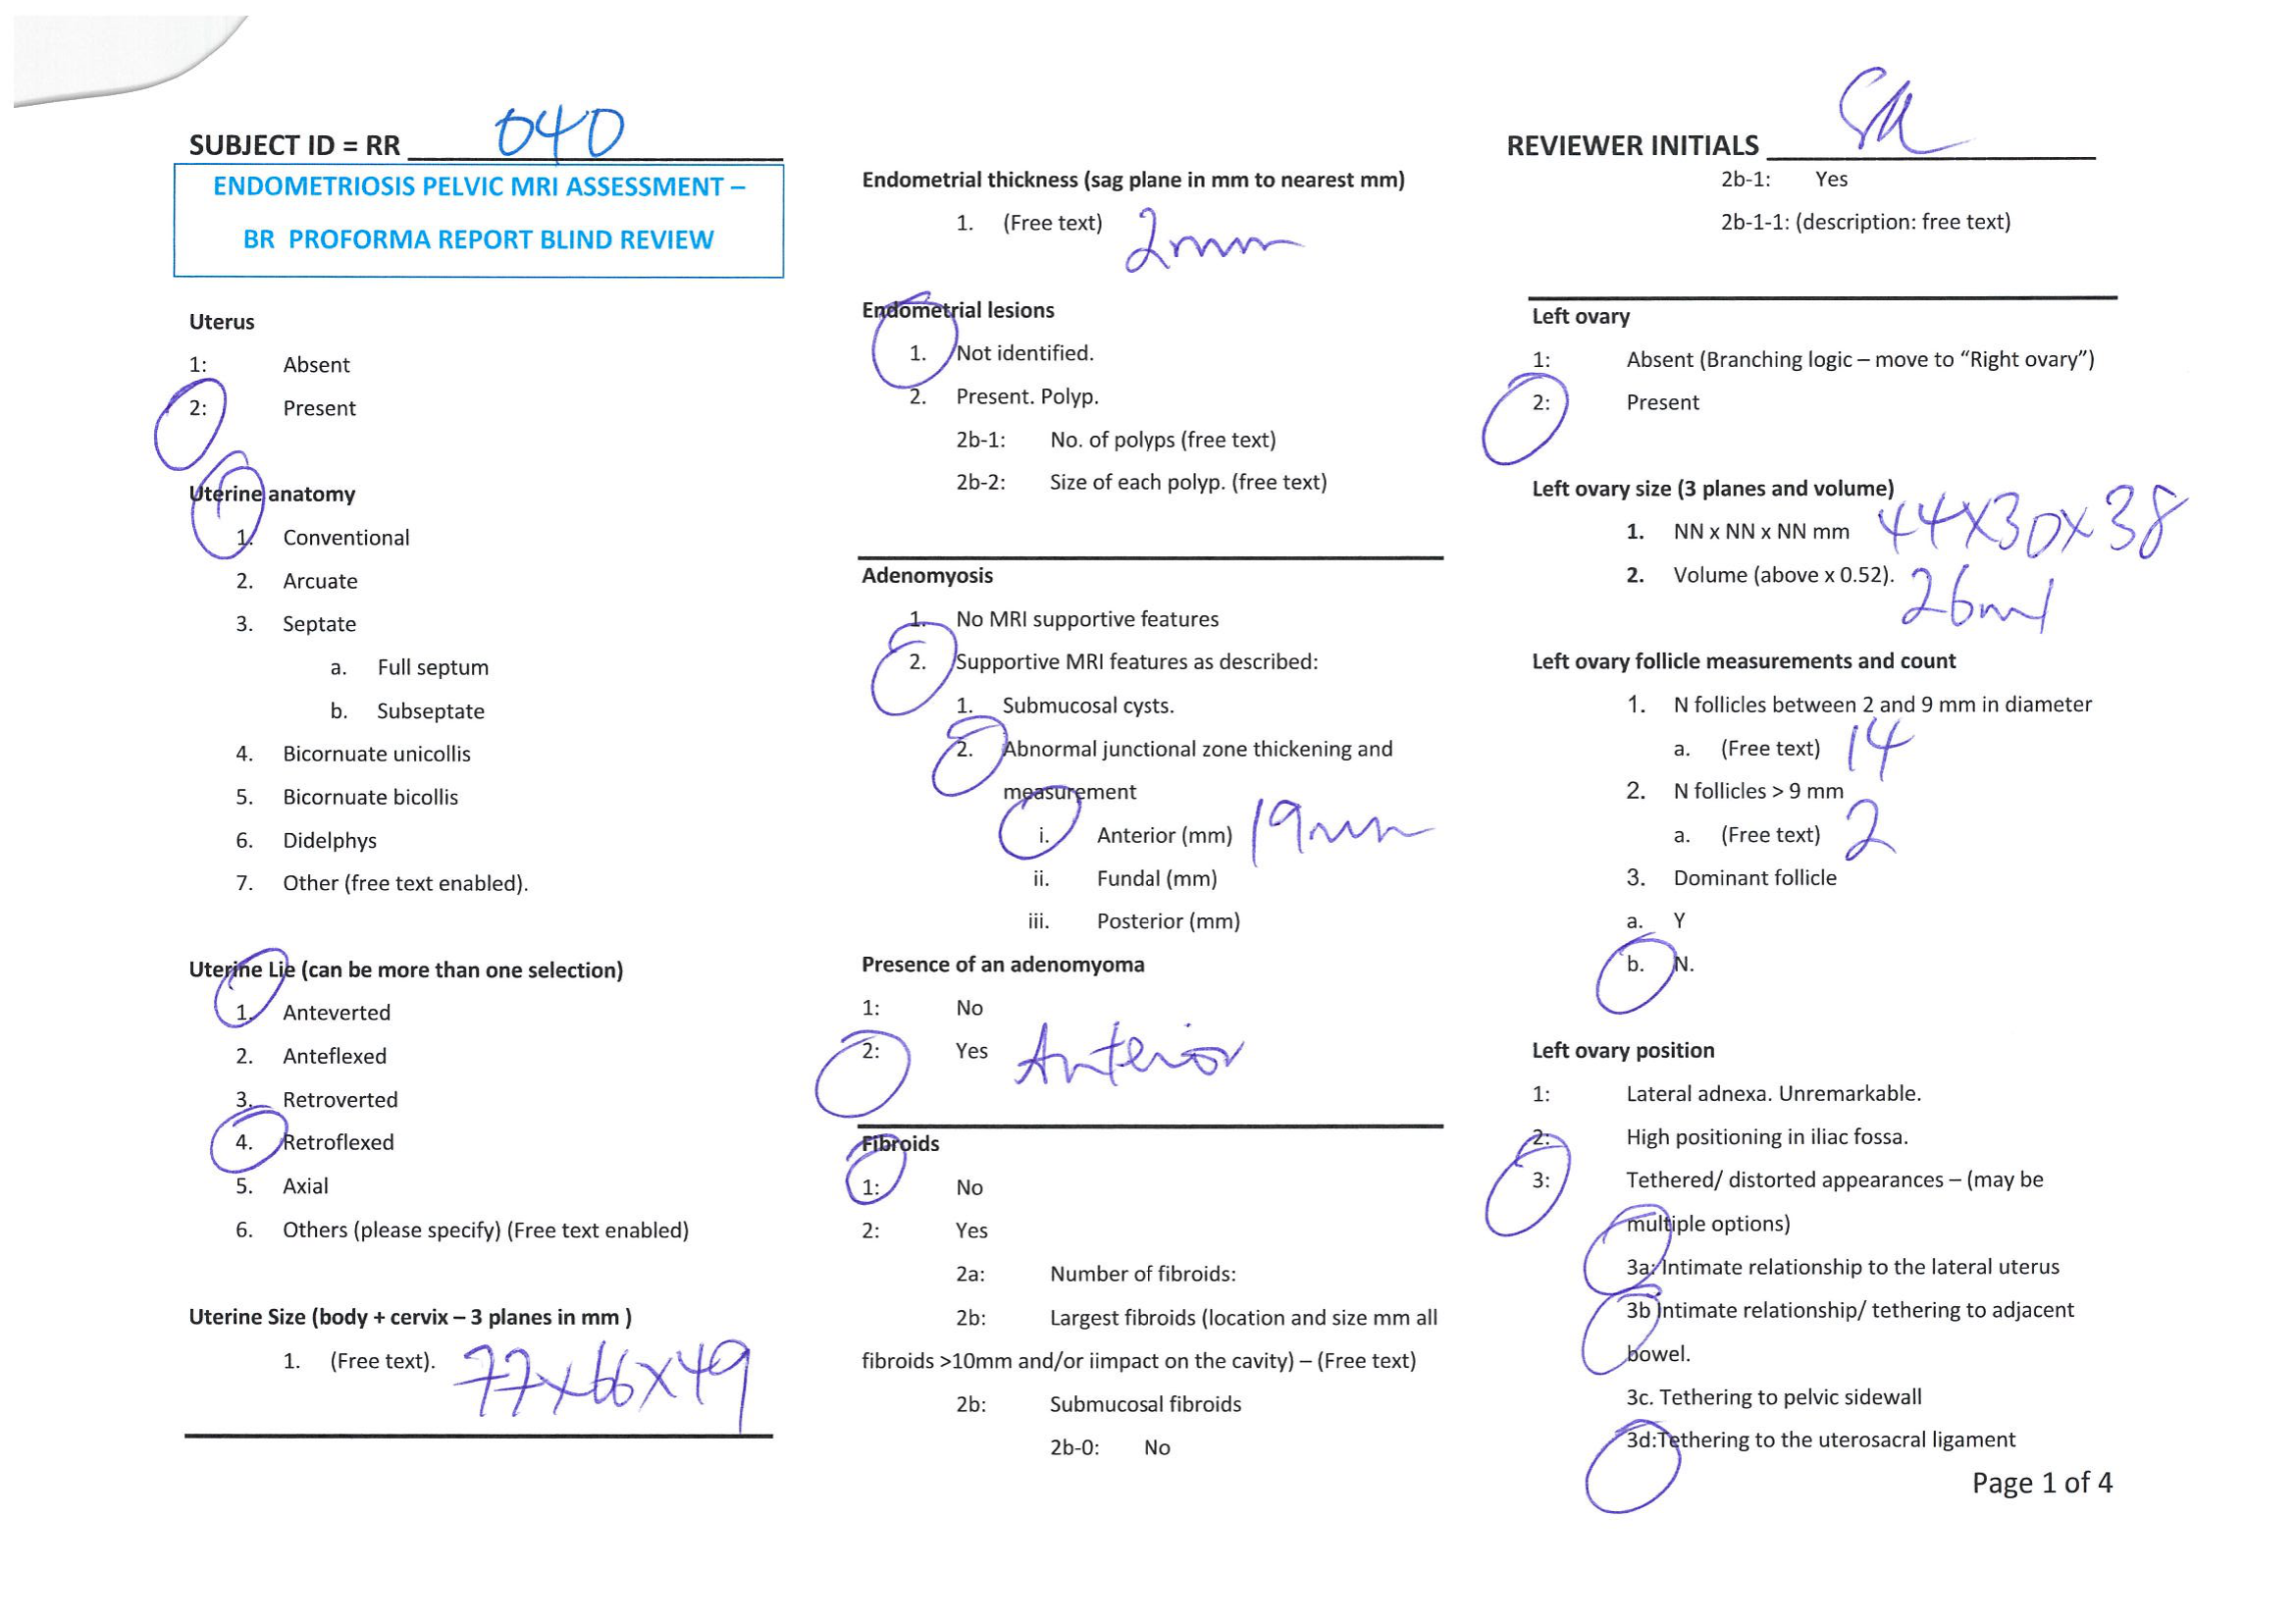 SUBJECT ID = RR 040
ENDOMETRIOSIS PELVIC MRI ASSESSMENT –
BR PROFORMA REPORT BLIND REVIEW
Uterus
1: Absent
2: Present
Uterine anatomy
1. Conventional
2. Arcuate
3. Septate
a. Full septum
b. Subseptate
4. Bicornuate unicollis
5. Bicornuate bicollis
6. Didelphys
7. Other (free text enabled).
Uterine Lie (can be more than one selection)
1. Anteverted
2. Anteflexed
3. Retroverted
4. Retroflexed
5. Axial
6. Others (please specify) (Free text enabled)
Uterine Size (body + cervix – 3 planes in mm )
1. (Free text). 77x66x49
Endometrial thickness (sag plane in mm to nearest mm)
1. (Free text) 2mm
Endometrial lesions
1. Not identified.
2. Present. Polyp.
2b-1: No. of polyps (free text)
2b-2: Size of each polyp. (free text)
Adenomyosis
1. No MRI supportive features
2. Supportive MRI features as described:
1. Submucosal cysts.
2. Abnormal junctional zone thickening and
measurement
i. Anterior (mm) 19mm
ii. Fundal (mm)
iii. Posterior (mm)
Presence of an adenomyoma
1: No
2: Yes Anterior
Fibroids
1: No
2: Yes
2a: Number of fibroids:
2b: Largest fibroids (location and size mm all
fibroids >10mm and/or iimpact on the cavity) – (Free text)
2b: Submucosal fibroids
2b-0: No
REVIEWER INITIALS
2b-1: Yes
2b-1-1: (description: free text)
Left ovary
1: Absent (Branching logic – move to “Right ovary”)
2: Present
Left ovary size (3 planes and volume)
1. NN x NN x NN mm 44x30x38
2. Volume (above x 0.52). 26ml
Left ovary follicle measurements and count
1. N follicles between 2 and 9 mm in diameter
a. (Free text) 14
2. N follicles > 9 mm
a. (Free text) 2
3. Dominant follicle
a. Y
b. N.
Left ovary position
1: Lateral adnexa. Unremarkable.
2: High positioning in iliac fossa.
3: Tethered/ distorted appearances – (may be
multiple options)
3a: Intimate relationship to the lateral uterus
3b Intimate relationship/ tethering to adjacent
bowel.
3c. Tethering to pelvic sidewall
3d:Tethering to the uterosacral ligament
Page 1 of 4